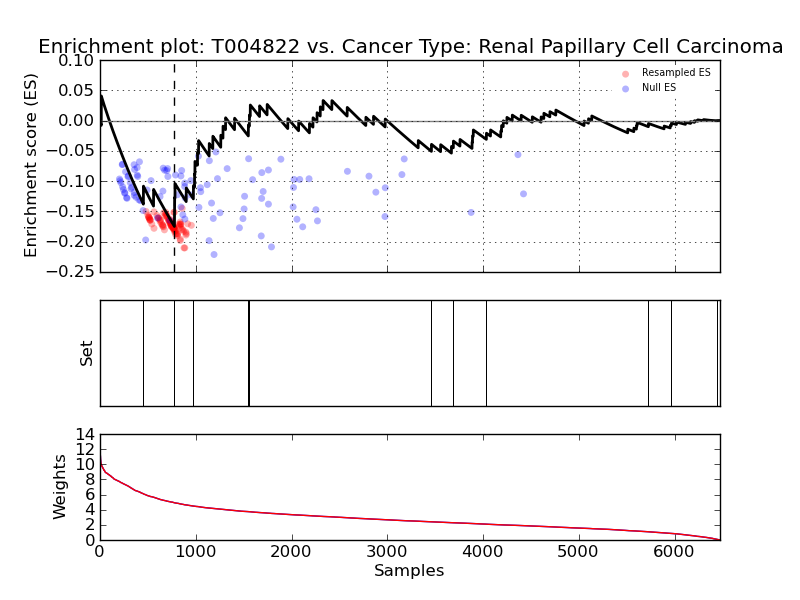 Enrichment plot: T004822 vs. Cancer Type: Renal Papillary Cell Carcinoma
Enrichment score (ES)
0.10
0.05
0.00
−0.05
−0.10
−0.15
−0.20
−0.25
Resampled ES
Null ES
Set
Weights
14
12
10
8
6
4
2
0
0 1000 2000 3000 4000 5000 6000
Samples